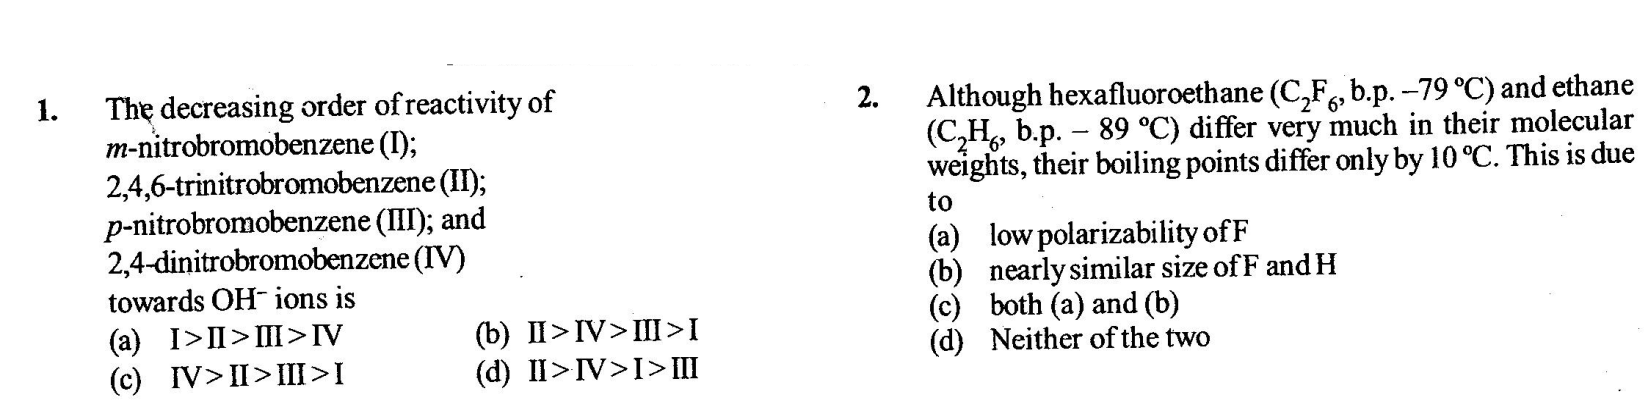 1. The decreasing order of reactivity of
m-nitrobromobenzene (I);
2,4,6-trinitrobromobenzene (II);
p-nitrobromobenzene (III); and
2,4-dinitrobromobenzene (IV)
towards OH⁻ ions is
(a) I > II > III > IV (b) II > IV > III > I
(c) IV > II > III > I (d) II > IV > I > III
2. Although hexafluoroethane (C₂F₆, b.p. –79 ºC) and ethane
(C₂H₆, b.p. – 89 ºC) differ very much in their molecular
weights, their boiling points differ only by 10 ºC. This is due
to
(a) low polarizability of F
(b) nearly similar size of F and H
(c) both (a) and (b)
(d) Neither of the two